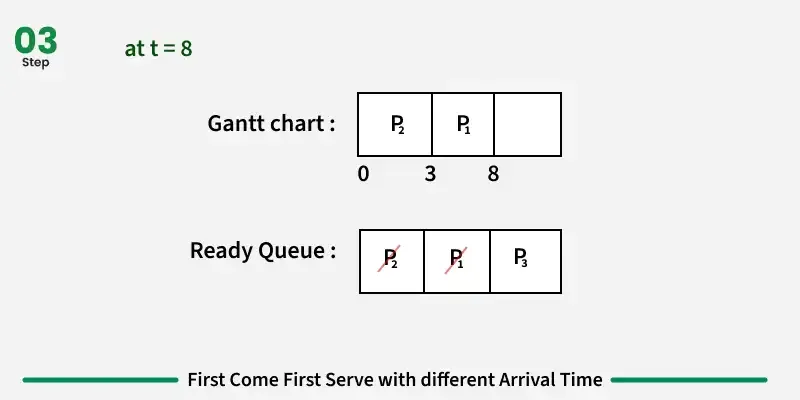 03
Step
at t = 8
Gantt chart :
P2 P1
0 3 8
Ready Queue :
P2 P1 P3
First Come First Serve with different Arrival Time